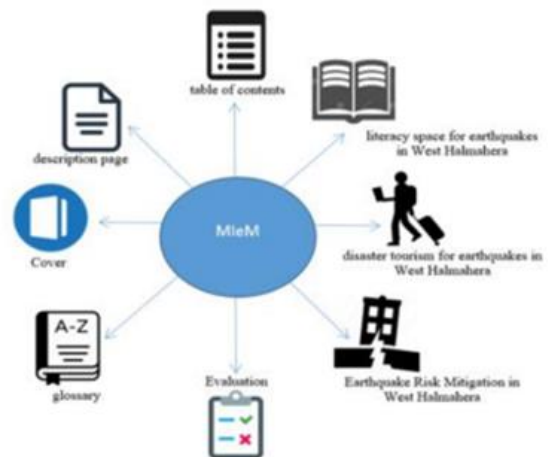 table of contents
description page
literacy space for earthquakes
in West Halmahera
MIeM
Cover
disaster tourism for earthquakes in
West Halmahera
A-Z
glossary
Evaluation
Earthquake Risk Mitigation in
West Halmahera